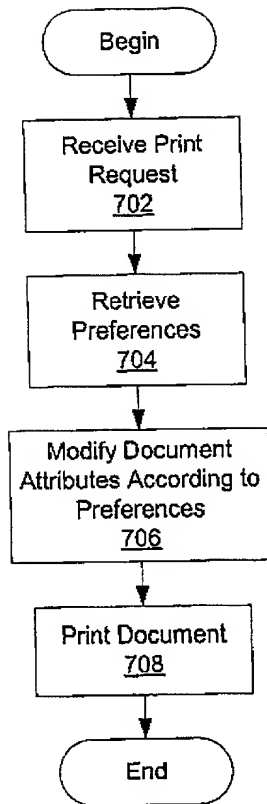 Begin
Receive Print
Request
702
Retrieve
Preferences
704
Modify Document
Attributes According to
Preferences
706
Print Document
708
End